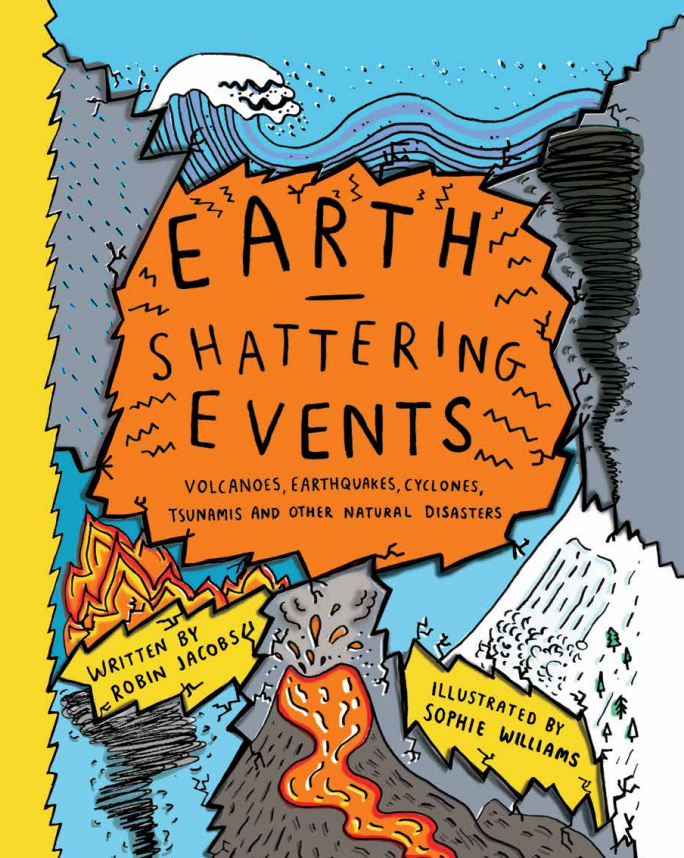 EARTH
–
SHATTERING
EVENTS
VOLCANOES, EARTHQUAKES, CYCLONES,
TSUNAMIS AND OTHER NATURAL DISASTERS
WRITTEN BY
ROBIN JACOBS
ILLUSTRATED BY
SOPHIE WILLIAMS